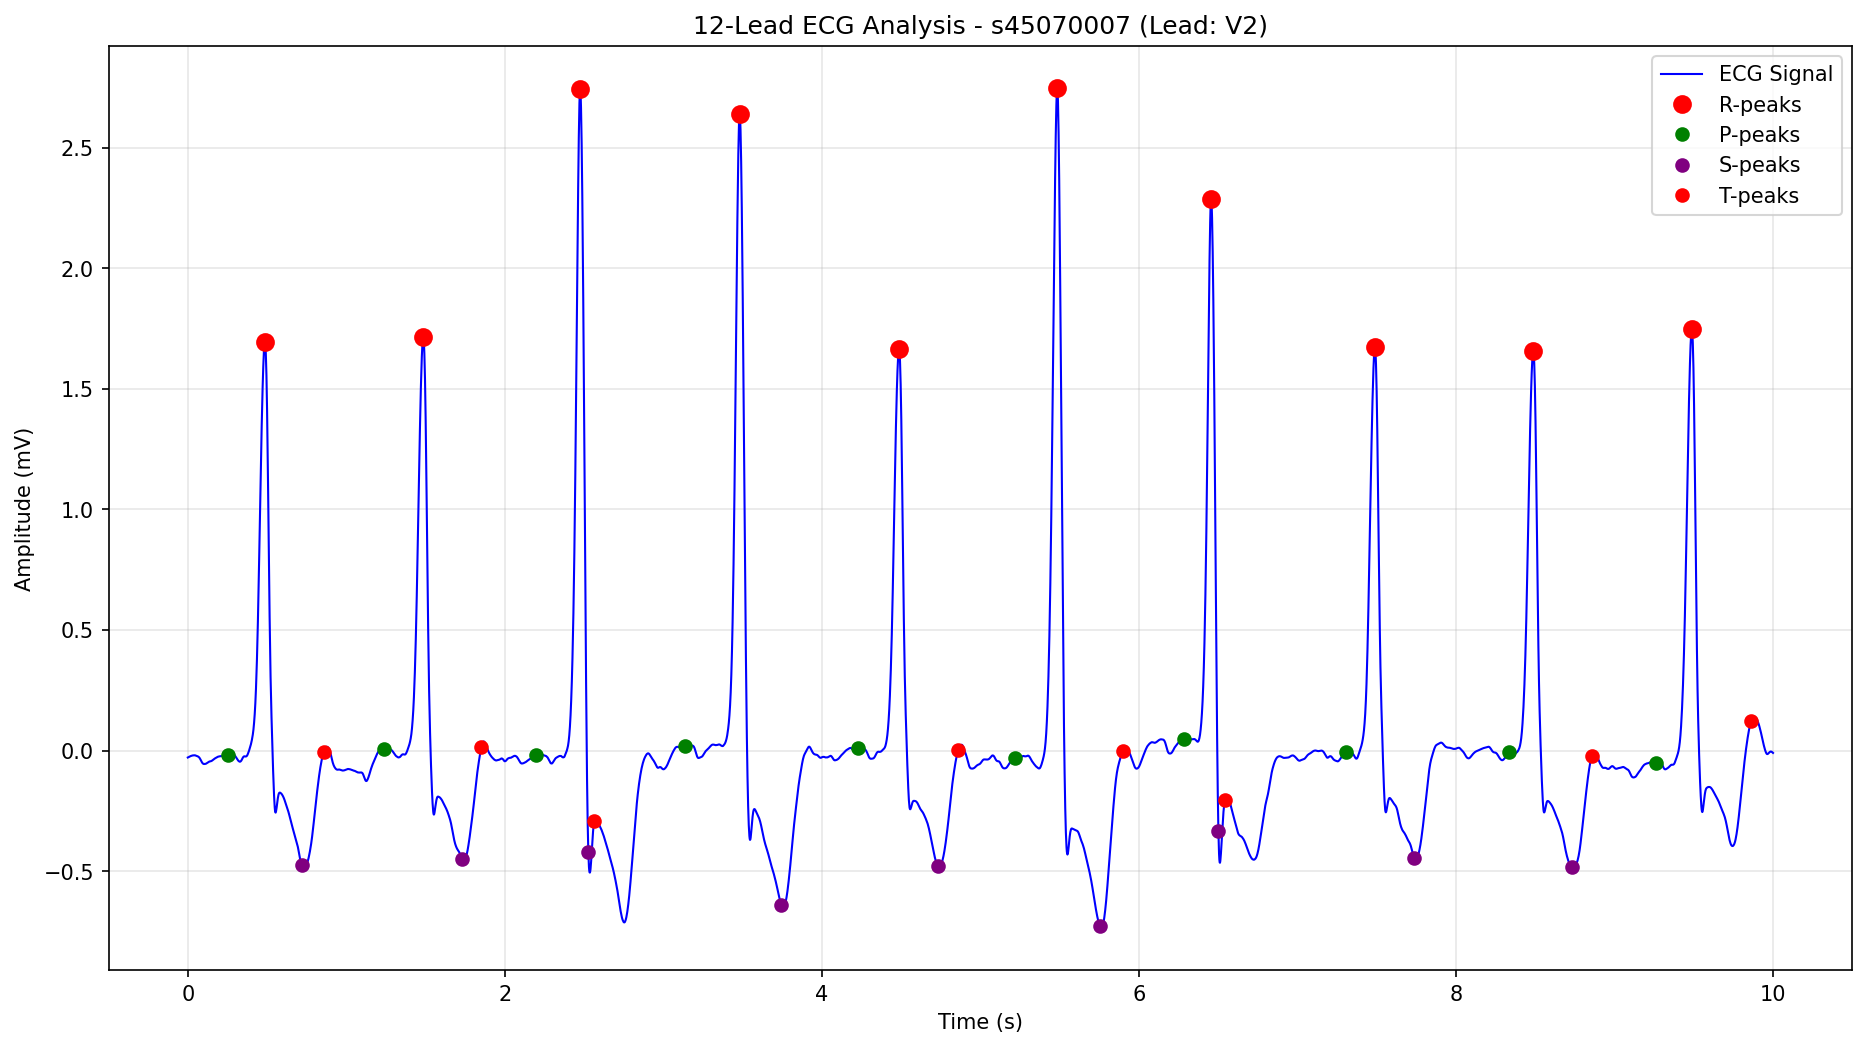 12-Lead ECG Analysis - s45070007 (Lead: V2)
ECG Signal
R-peaks
P-peaks
S-peaks
T-peaks
Amplitude (mV)
2.5
2.0
1.5
1.0
0.5
0.0
−0.5
0 2 4 6 8 10
Time (s)